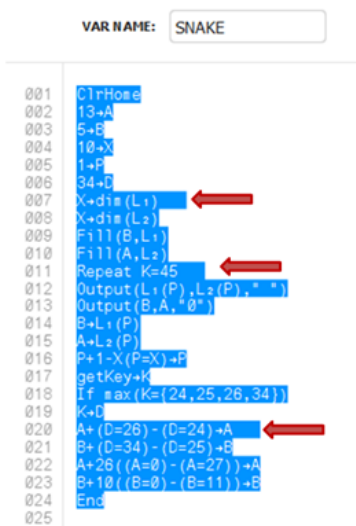 VAR NAME: SNAKE
001 ClrHome
002 13→A
003 5→B
004 10→X
005 1→P
006 34→D
007 X→dim(L₁)
008 X→dim(L₂)
009 Fill(B,L₁)
010 Fill(A,L₂)
011 Repeat K=45
012 Output(L₁(P),L₂(P)," ")
013 Output(B,A,"0")
014 B→L₁(P)
015 A→L₂(P)
016 P+1-X(P=X)→P
017 getKey→K
018 If max(K={24,25,26,34})
019 K→D
020 A+(D=26)-(D=24)→A
021 B+(D=34)-(D=25)→B
022 A+26((A=0)-(A=27))→A
023 B+10((B=0)-(B=11))→B
024 End
025